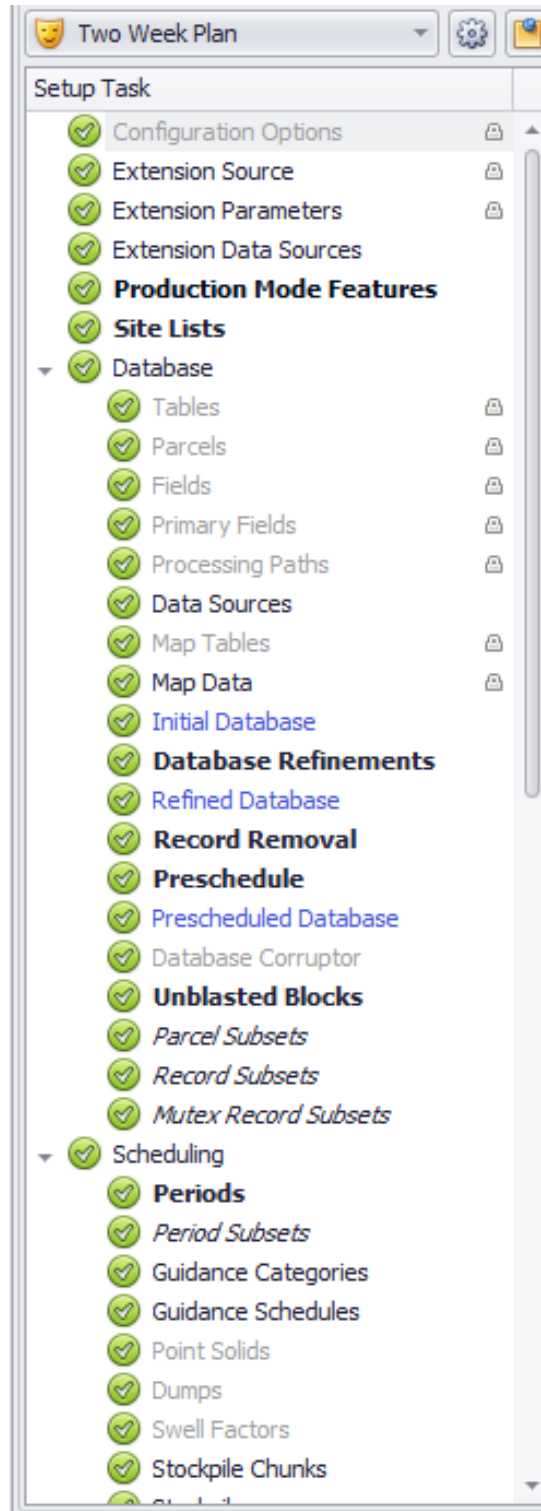 Two Week Plan
Setup Task
Configuration Options
Extension Source
Extension Parameters
Extension Data Sources
Production Mode Features
Site Lists
Database
Tables
Parcels
Fields
Primary Fields
Processing Paths
Data Sources
Map Tables
Map Data
Initial Database
Database Refinements
Refined Database
Record Removal
Preschedule
Prescheduled Database
Database Corruptor
Unblasted Blocks
Parcel Subsets
Record Subsets
Mutex Record Subsets
Scheduling
Periods
Period Subsets
Guidance Categories
Guidance Schedules
Point Solids
Dumps
Swell Factors
Stockpile Chunks